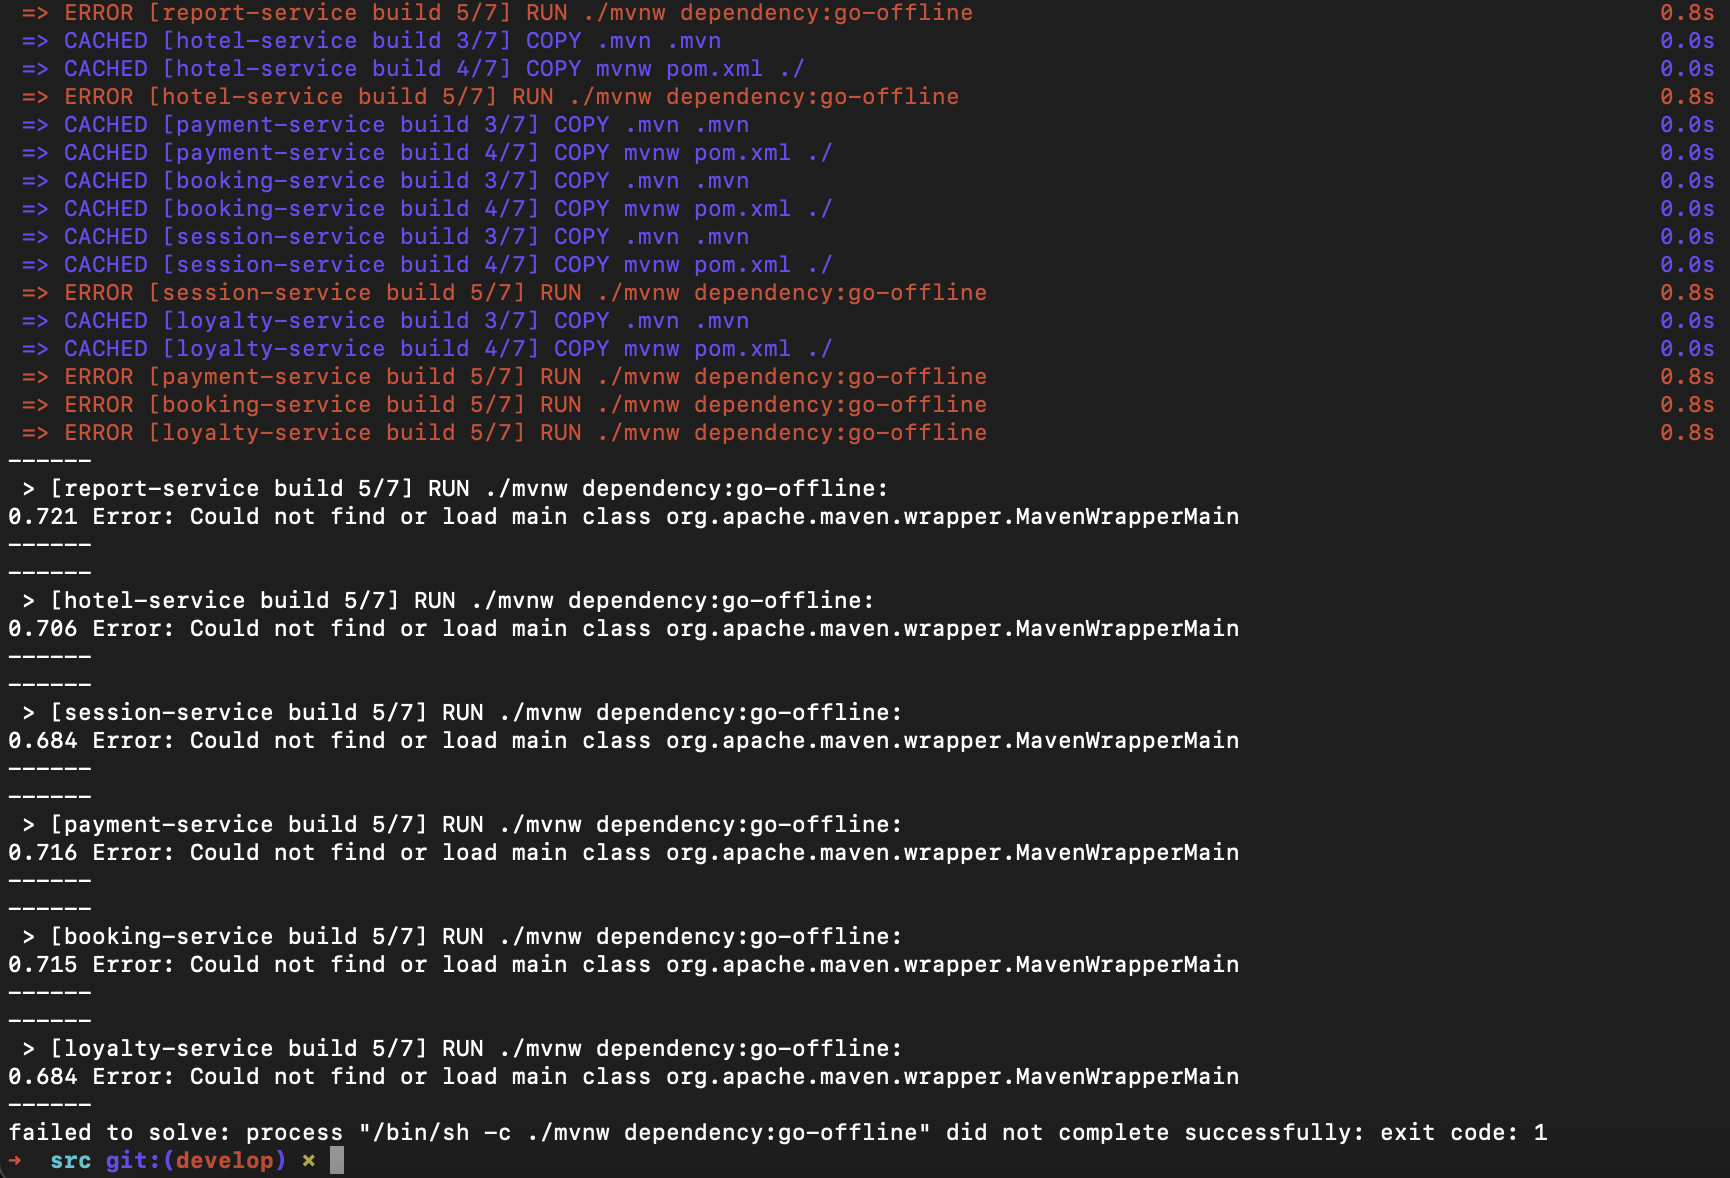 => ERROR [report-service build 5/7] RUN ./mvnw dependency:go-offline 0.8s
=> CACHED [hotel-service build 3/7] COPY .mvn .mvn 0.0s
=> CACHED [hotel-service build 4/7] COPY mvnw pom.xml ./ 0.0s
=> ERROR [hotel-service build 5/7] RUN ./mvnw dependency:go-offline 0.8s
=> CACHED [payment-service build 3/7] COPY .mvn .mvn 0.0s
=> CACHED [payment-service build 4/7] COPY mvnw pom.xml ./ 0.0s
=> CACHED [booking-service build 3/7] COPY .mvn .mvn 0.0s
=> CACHED [booking-service build 4/7] COPY mvnw pom.xml ./ 0.0s
=> CACHED [session-service build 3/7] COPY .mvn .mvn 0.0s
=> CACHED [session-service build 4/7] COPY mvnw pom.xml ./ 0.0s
=> ERROR [session-service build 5/7] RUN ./mvnw dependency:go-offline 0.8s
=> CACHED [loyalty-service build 3/7] COPY .mvn .mvn 0.0s
=> CACHED [loyalty-service build 4/7] COPY mvnw pom.xml ./ 0.0s
=> ERROR [payment-service build 5/7] RUN ./mvnw dependency:go-offline 0.8s
=> ERROR [booking-service build 5/7] RUN ./mvnw dependency:go-offline 0.8s
=> ERROR [loyalty-service build 5/7] RUN ./mvnw dependency:go-offline 0.8s
------
> [report-service build 5/7] RUN ./mvnw dependency:go-offline:
0.721 Error: Could not find or load main class org.apache.maven.wrapper.MavenWrapperMain
------
------
> [hotel-service build 5/7] RUN ./mvnw dependency:go-offline:
0.706 Error: Could not find or load main class org.apache.maven.wrapper.MavenWrapperMain
------
------
> [session-service build 5/7] RUN ./mvnw dependency:go-offline:
0.684 Error: Could not find or load main class org.apache.maven.wrapper.MavenWrapperMain
------
------
> [payment-service build 5/7] RUN ./mvnw dependency:go-offline:
0.716 Error: Could not find or load main class org.apache.maven.wrapper.MavenWrapperMain
------
------
> [booking-service build 5/7] RUN ./mvnw dependency:go-offline:
0.715 Error: Could not find or load main class org.apache.maven.wrapper.MavenWrapperMain
------
------
> [loyalty-service build 5/7] RUN ./mvnw dependency:go-offline:
0.684 Error: Could not find or load main class org.apache.maven.wrapper.MavenWrapperMain
------
failed to solve: process "/bin/sh -c ./mvnw dependency:go-offline" did not complete successfully: exit code: 1
➜ src git:(develop) ✗